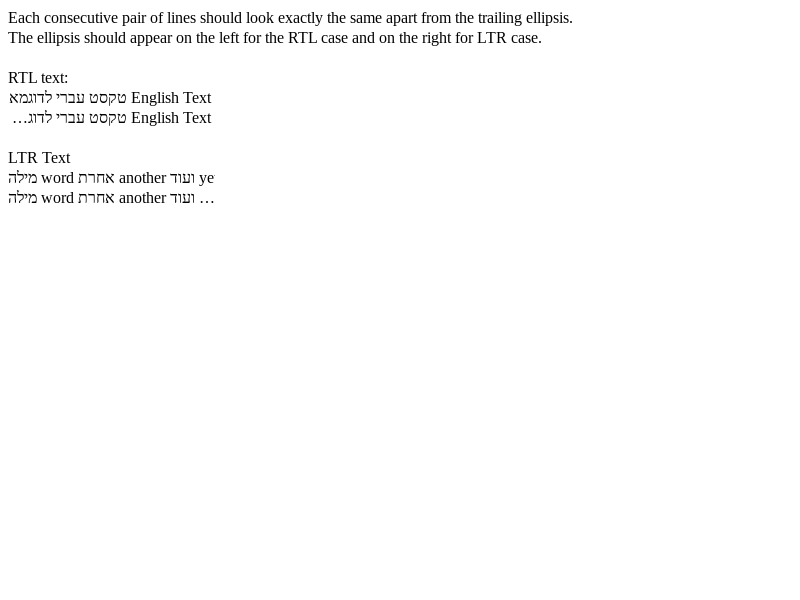 Each consecutive pair of lines should look exactly the same apart from the trailing ellipsis.
The ellipsis should appear on the left for the RTL case and on the right for LTR case.
RTL text:
English Text טקסט עברי לדוגמא
English Text טקסט עברי לדוג…
LTR Text
מילה word אחרת another ועוד ye
מילה word אחרת another ועוד …